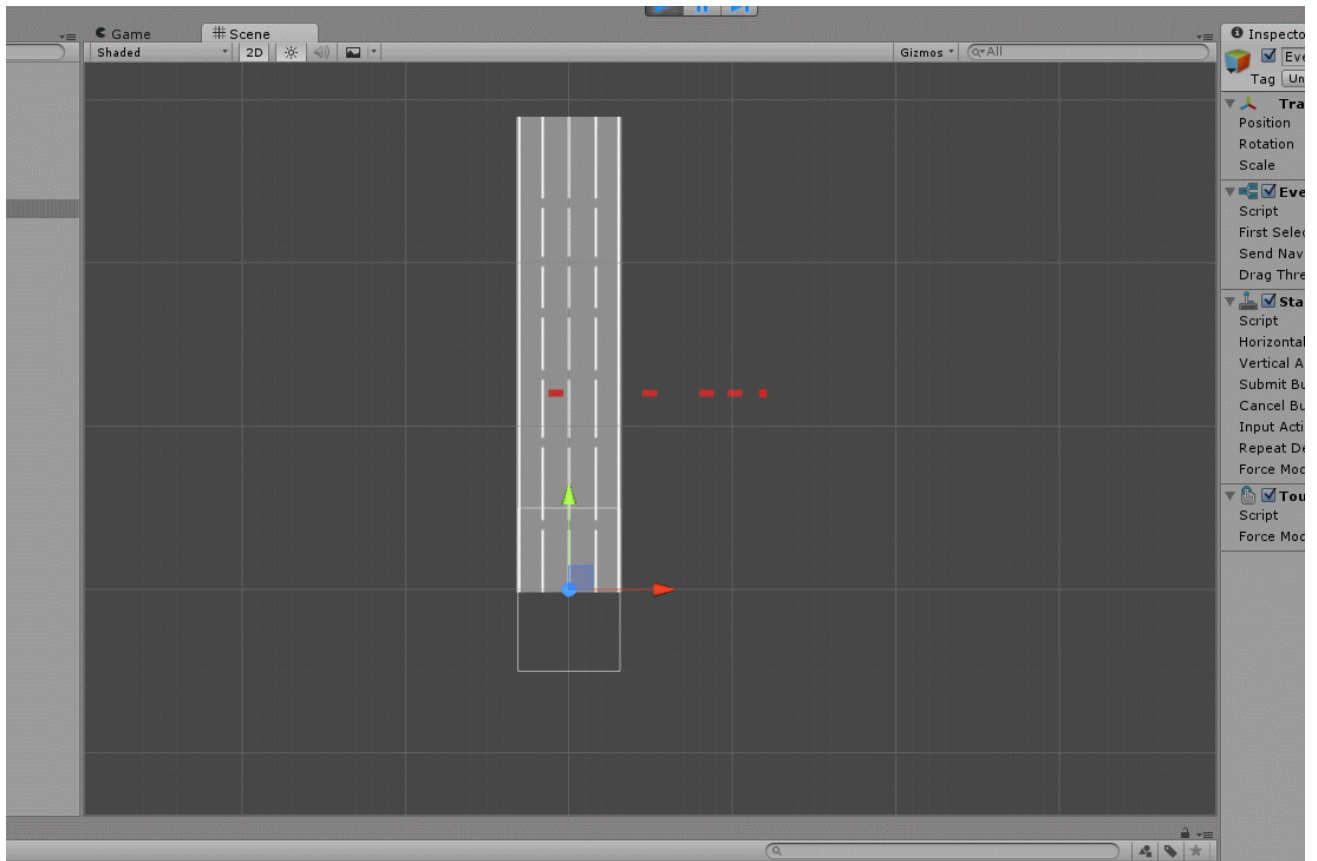 Game
Scene
Shaded
2D
Gizmos
All
Inspecto
Eve
Tag Un
Tra
Position
Rotation
Scale
Eve
Script
First Selec
Send Nav
Drag Thre
Sta
Script
Horizontal
Vertical A
Submit Bu
Cancel Bu
Input Acti
Repeat De
Force Mod
Tou
Script
Force Mod